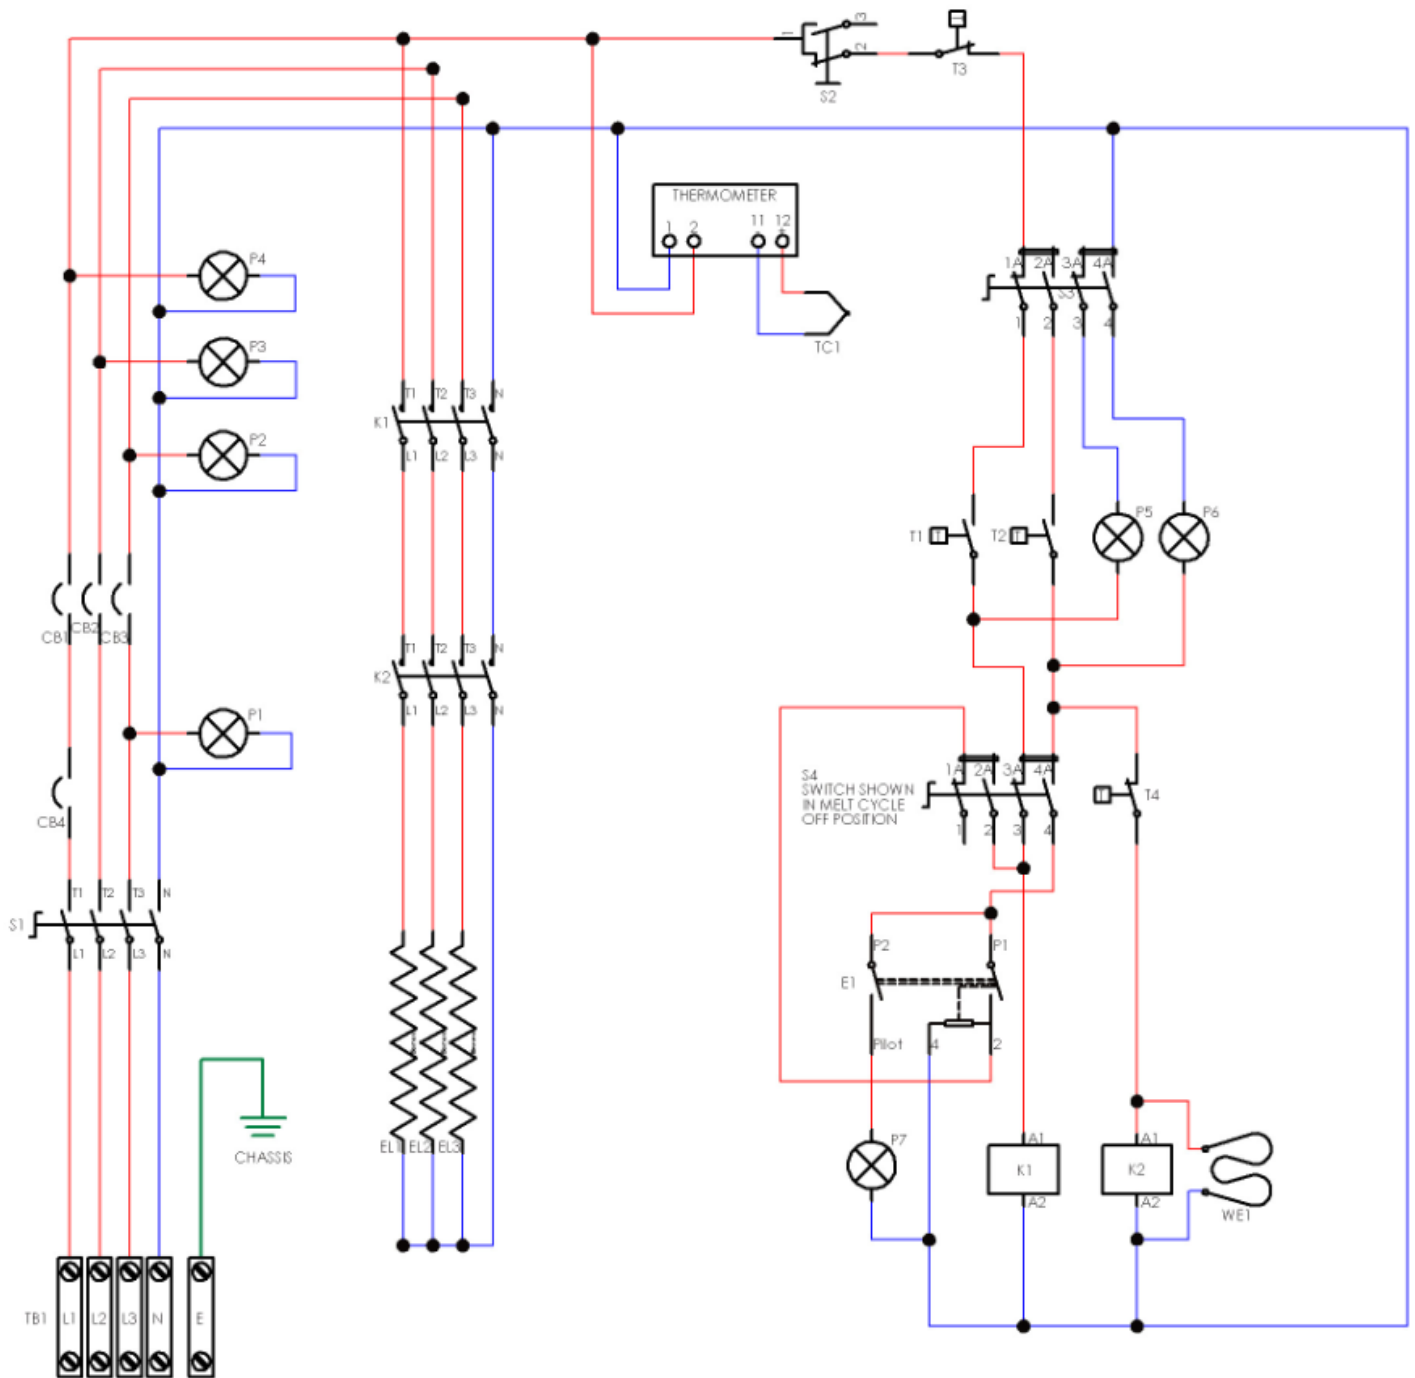 3
1
2
S2
T3
THERMOMETER
1 2 11 12
TC1
P4
P3
P2
1A 2A 3A 4A
S3
1 2 3 4
T1 T2 T3 N
K1
L1 L2 L3 N
T1 T
T2 T
P5
P6
CB1 CB2 CB3
T1 T2 T3 N
K2
L1 L2 L3 N
P1
CB4
S4
SWITCH SHOWN
IN MELT CYCLE
OFF POSITION
1A 2A 3A 4A
1 2 3 4
T T4
T1 T2 T3 N
S1
L1 L2 L3 N
P2 P1
E1
Pilot 4 2
CHASSIS
EL1 EL2 EL3
P7
A1
K1
A2
A1
K2
A2
WE1
TB1 L1 L2 L3 N E